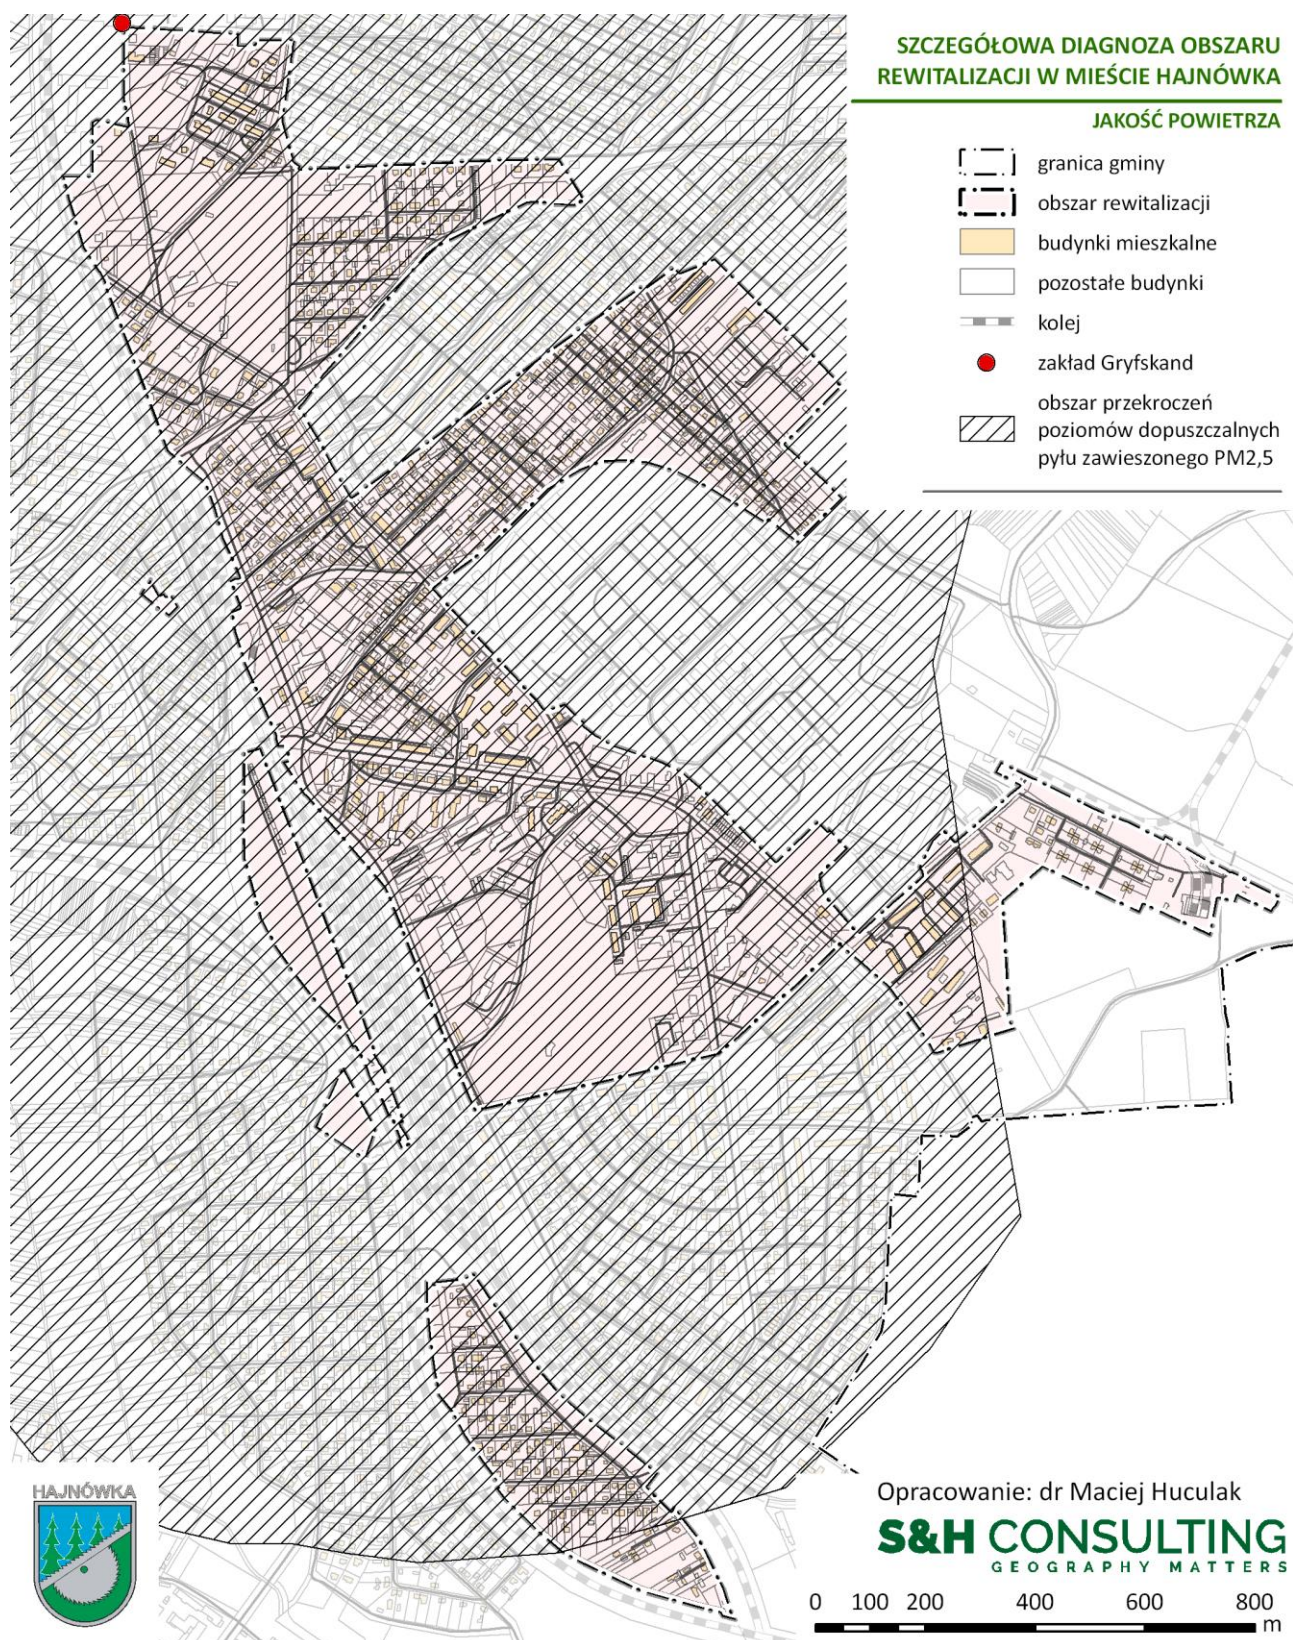 SZCZEGÓŁOWA DIAGNOZA OBSZARU
REWITALIZACJI W MIEŚCIE HAJNÓWKA
JAKOŚĆ POWIETRZA
granica gminy
obszar rewitalizacji
budynki mieszkalne
pozostałe budynki
kolej
zakład Gryfskand
obszar przekroczeń
poziomów dopuszczalnych
pyłu zawieszonego PM2,5
HAJNÓWKA
Opracowanie: dr Maciej Huculak
S&H CONSULTING
GEOGRAPHY MATTERS
0 100 200 400 600 800
m